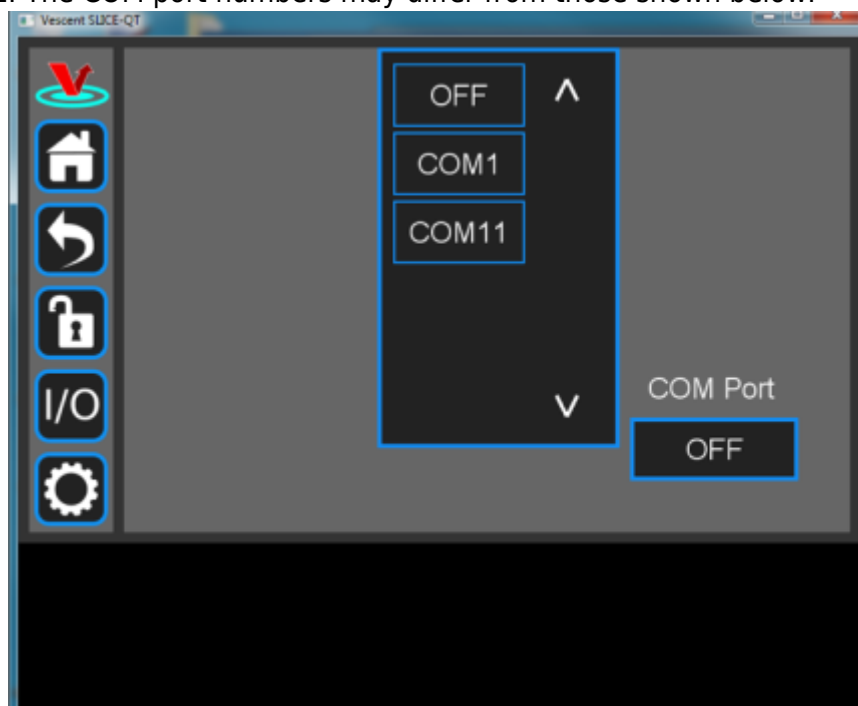 The COM port numbers may differ from those shown below.
Vescent SLICE-QT
OFF
COM1
COM11
I/O
COM Port
OFF